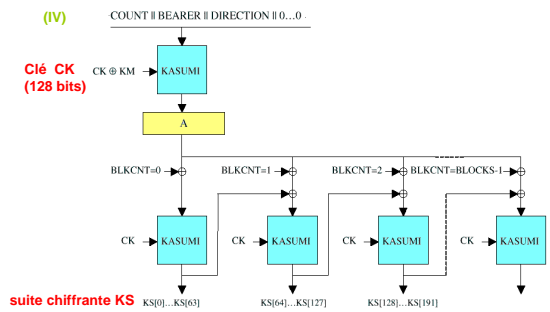 (IV)
COUNT || BEARER || DIRECTION || 0…0
Clé CK
(128 bits)
CK ⊕ KM
KASUMI
A
BLKCNT=0
BLKCNT=1
BLKCNT=2
BLKCNT=BLOCKS-1
CK
KASUMI
CK
KASUMI
CK
KASUMI
CK
KASUMI
suite chiffrante KS
KS[0]…KS[63]
KS[64]…KS[127]
KS[128]…KS[191]